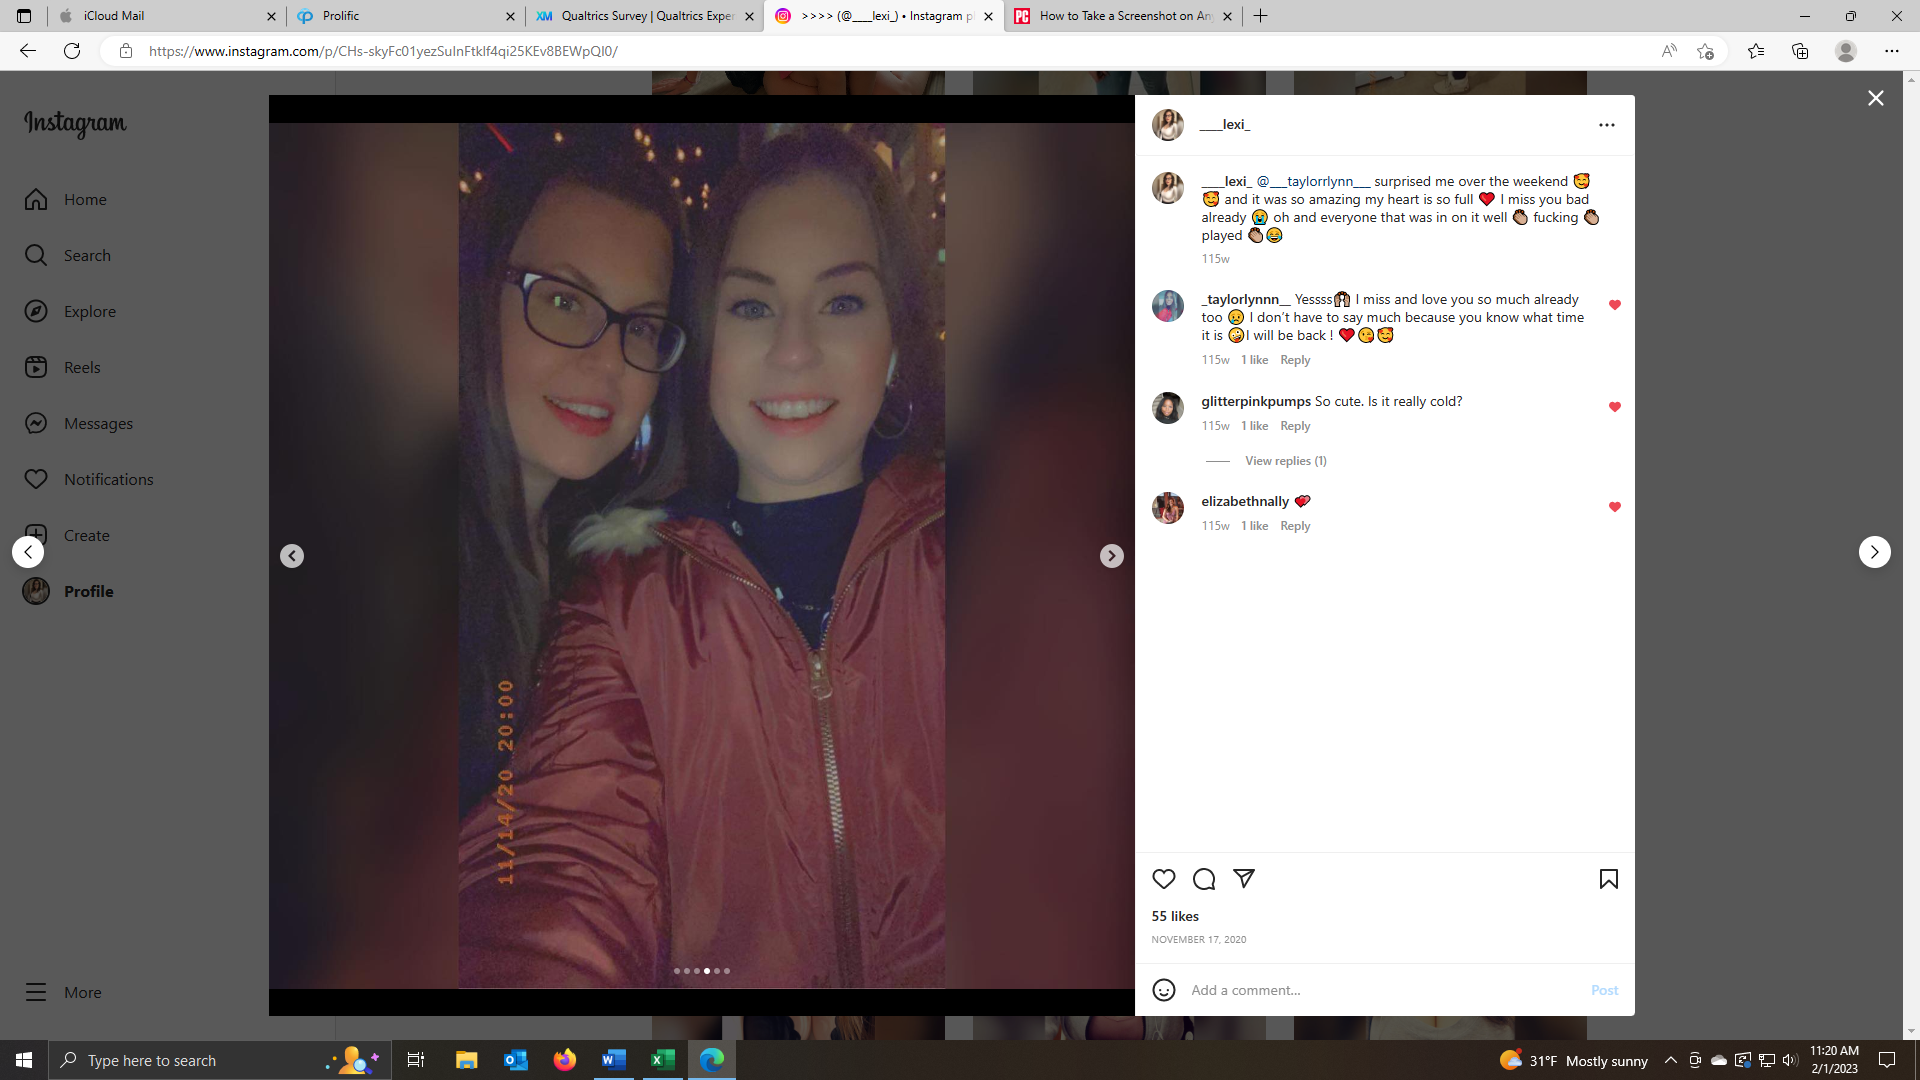 iCloud Mail
Prolific
XM Qualtrics Survey | Qualtrics Exper
>>>> (@____lexi_) • Instagram p
PC How to Take a Screenshot on An
https://www.instagram.com/p/CHs-skyFc01yezSuInFtklf4qi25KEv8BEWpQI0/
Instagram
Home
Search
Explore
Reels
Messages
Notifications
Create
Profile
More
11/14/20 20:00
____lexi_
____lexi_ @___taylorrlynn___ surprised me over the weekend 🥰
🥰 and it was so amazing my heart is so full ❤️ I miss you bad
already 😭 oh and everyone that was in on it well 👏🏼 fucking 👏🏼
played 👏🏼😂
115w
_taylorlynnn__ Yessss🙌🏼 I miss and love you so much already
too 😢 I don’t have to say much because you know what time
it is 🤪I will be back ! ❤️😘🥰
115w 1 like Reply
glitterpinkpumps So cute. Is it really cold?
115w 1 like Reply
View replies (1)
elizabethnally 💕
115w 1 like Reply
55 likes
NOVEMBER 17, 2020
Add a comment...
Post
Type here to search
31°F Mostly sunny
11:20 AM
2/1/2023